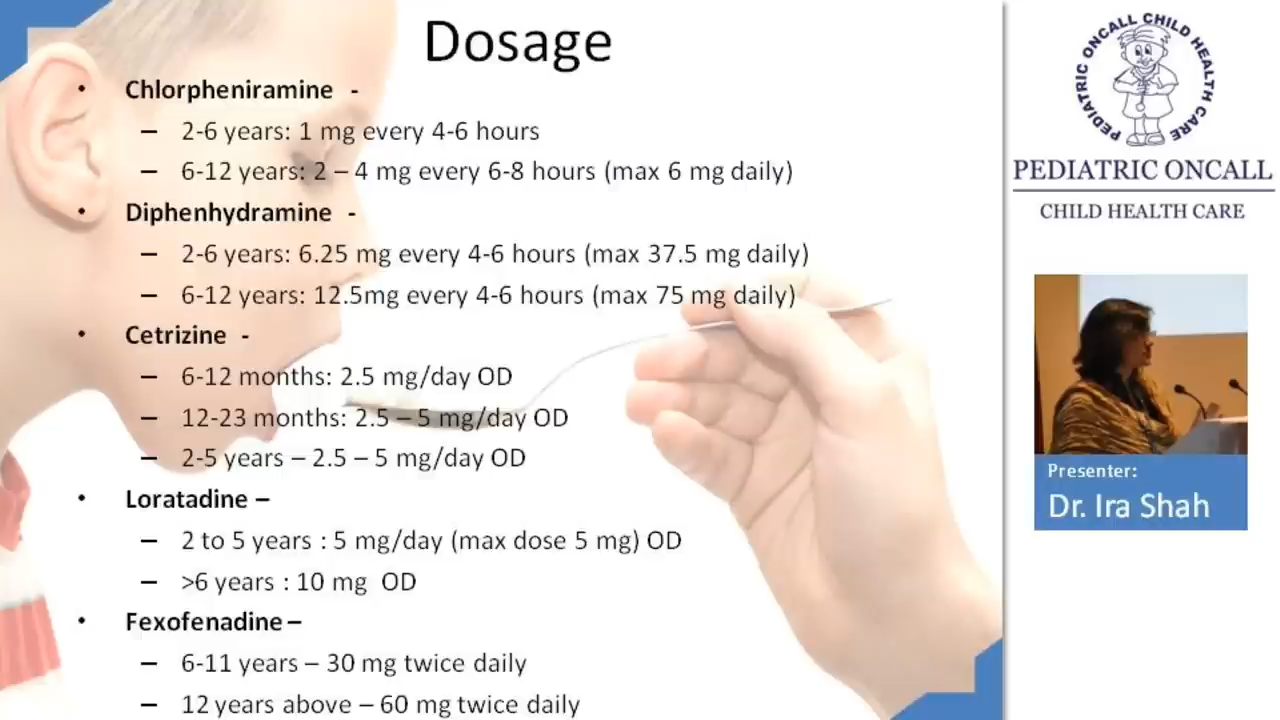 Dosage
• Chlorpheniramine -
– 2-6 years: 1 mg every 4-6 hours
– 6-12 years: 2 – 4 mg every 6-8 hours (max 6 mg daily)
• Diphenhydramine -
– 2-6 years: 6.25 mg every 4-6 hours (max 37.5 mg daily)
– 6-12 years: 12.5mg every 4-6 hours (max 75 mg daily)
• Cetrizine -
– 6-12 months: 2.5 mg/day OD
– 12-23 months: 2.5 – 5 mg/day OD
– 2-5 years – 2.5 – 5 mg/day OD
• Loratadine –
– 2 to 5 years : 5 mg/day (max dose 5 mg) OD
– >6 years : 10 mg OD
• Fexofenadine –
– 6-11 years – 30 mg twice daily
– 12 years above – 60 mg twice daily
PEDIATRIC ONCALL CHILD HEALTH CARE
PEDIATRIC ONCALL
CHILD HEALTH CARE
Presenter:
Dr. Ira Shah